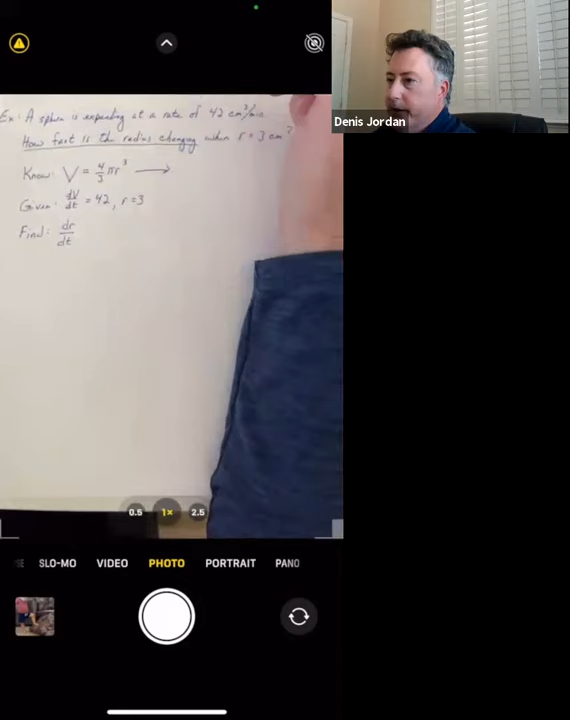 Ex: A sphere is expanding at a rate of 42 cm³/min.
How fast is the radius changing when r = 3 cm?
Know: V = 4/3 πr³ ⟶
Given: dV/dt = 42, r = 3
Find: dr/dt
Denis Jordan
0.5 1× 2.5
SLO-MO VIDEO PHOTO PORTRAIT PANO